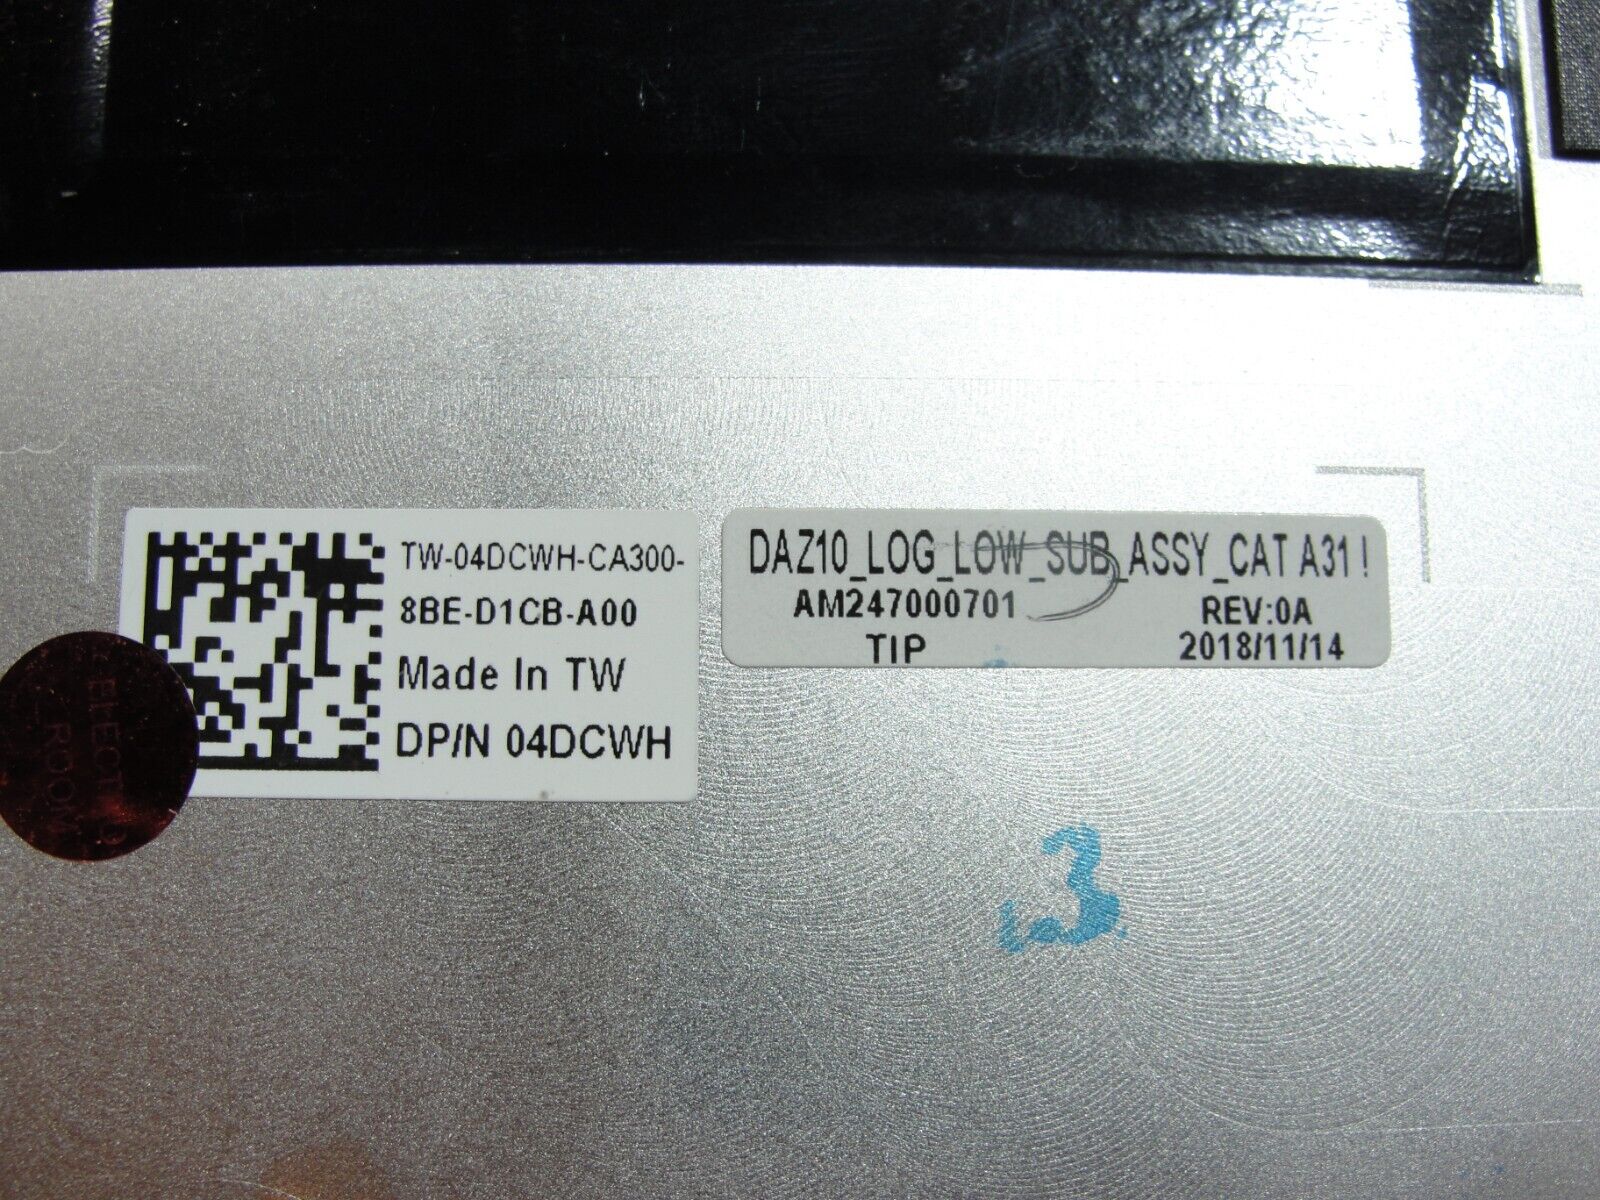 TW-04DCWH-CA300-
8BE-D1CB-A00
Made In TW
DP/N 04DCWH
DAZ10_LOG_LOW_SUB_ASSY_CAT A31 !
AM247000701
REV:0A
TIP
2018/11/14
3
ROOM